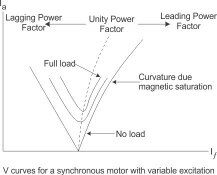 Ia
Lagging Power
Factor
Unity Power
Factor
Leading Power
Factor
Full load
Curvature due
magnetic saturation
No load
If
V curves for a synchronous motor with variable excitation